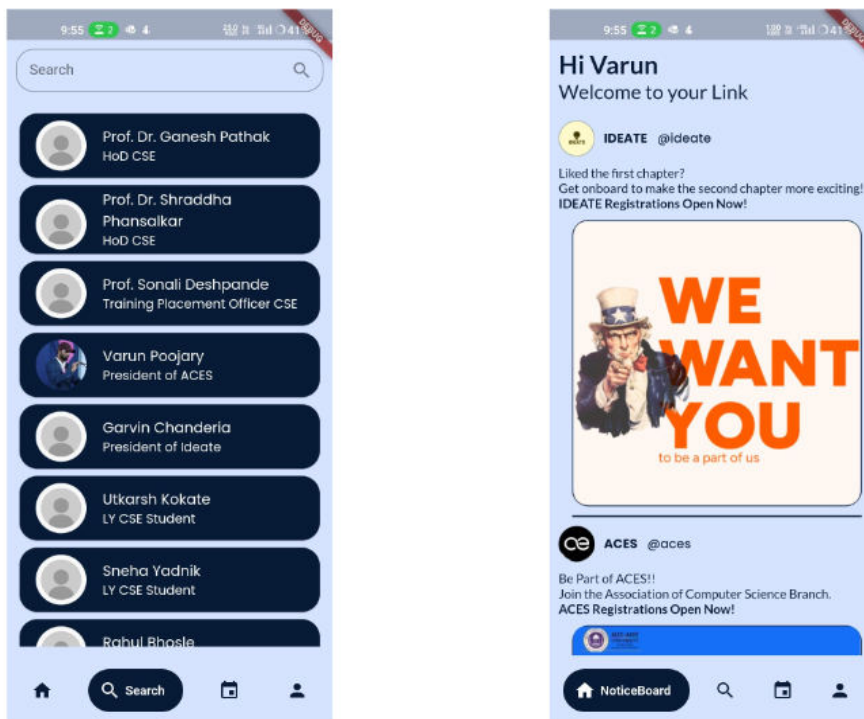 9:55 2
DEBUG
Search
Prof. Dr. Ganesh Pathak
HoD CSE
Prof. Dr. Shraddha
Phansalkar
HoD CSE
Prof. Sonali Deshpande
Training Placement Officer CSE
Varun Poojary
President of ACES
Garvin Chanderia
President of Ideate
Utkarsh Kokate
LY CSE Student
Sneha Yadnik
LY CSE Student
Rahul Bhosle
Search
9:55 2
DEBUG
Hi Varun
Welcome to your Link
IDEATE @ideate
Liked the first chapter?
Get onboard to make the second chapter more exciting!
IDEATE Registrations Open Now!
WE
WANT
YOU
to be a part of us
ACES @aces
Be Part of ACES!!
Join the Association of Computer Science Branch.
ACES Registrations Open Now!
NoticeBoard